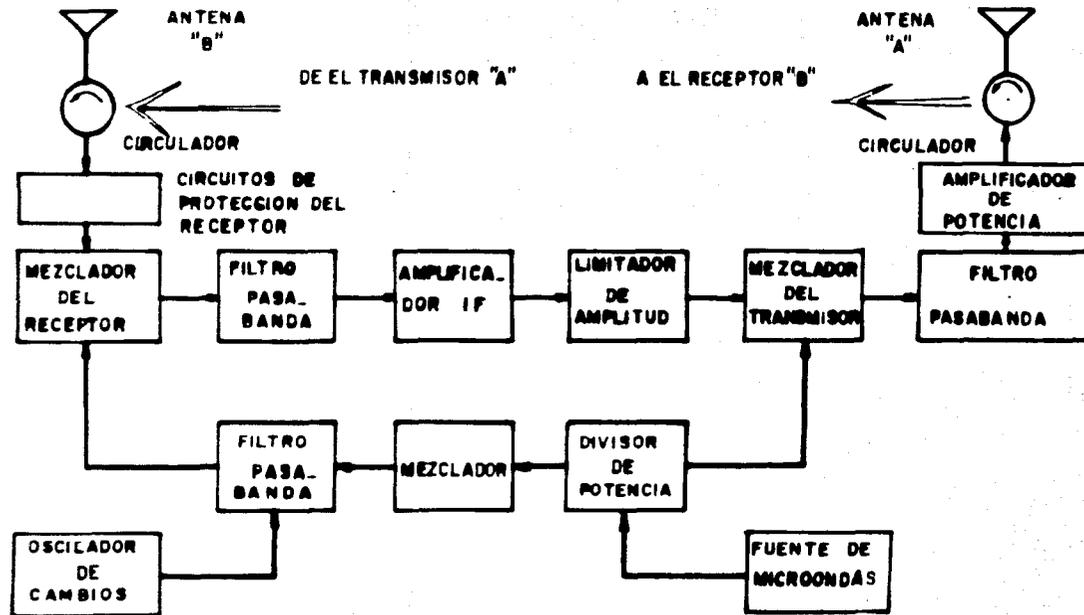 ANTENA
"B"
DE EL TRANSMISOR "A"
A EL RECEPTOR "B"
ANTENA
"A"
CIRCULADOR
CIRCULADOR
CIRCUITOS DE
PROTECCION DEL
RECEPTOR
AMPLIFICADOR
DE
POTENCIA
MEZCLADOR
DEL
RECEPTOR
FILTRO
PASA_
BANDA
AMPLIFICA_
DOR IF
LIMITADOR
DE
AMPLITUD
MEZCLADOR
DEL
TRANSMISOR
FILTRO
PASABANDA
FILTRO
PASA_
BANDA
MEZCLADOR
DIVISOR
DE
POTENCIA
OSCILADOR
DE
CAMBIOS
FUENTE DE
MICROONDAS